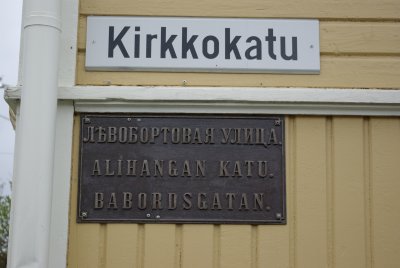 Kirkkokatu
ЛѢВОБОРТОВАЯ УЛИЦА.
ALIHANGAN KATU.
BABORDSGATAN.